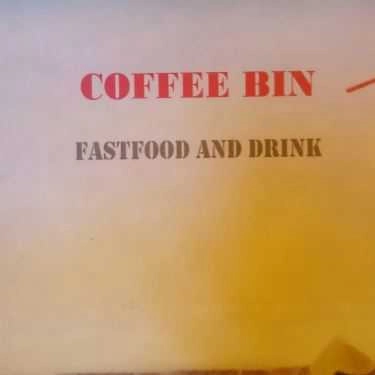 COFFEE BIN
FASTFOOD AND DRINK